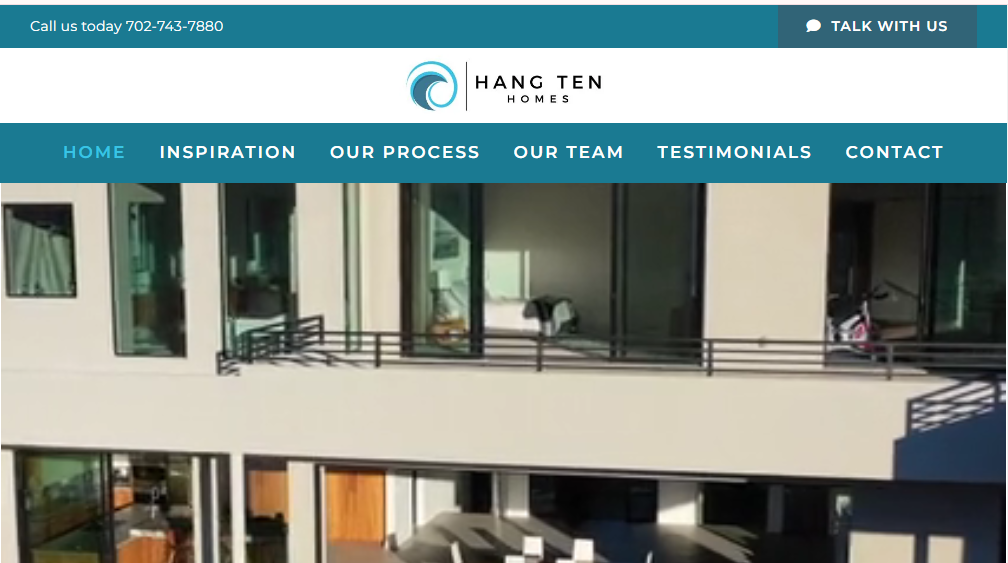 Call us today 702-743-7880
TALK WITH US
HANG TEN
HOMES
HOME INSPIRATION OUR PROCESS OUR TEAM TESTIMONIALS CONTACT